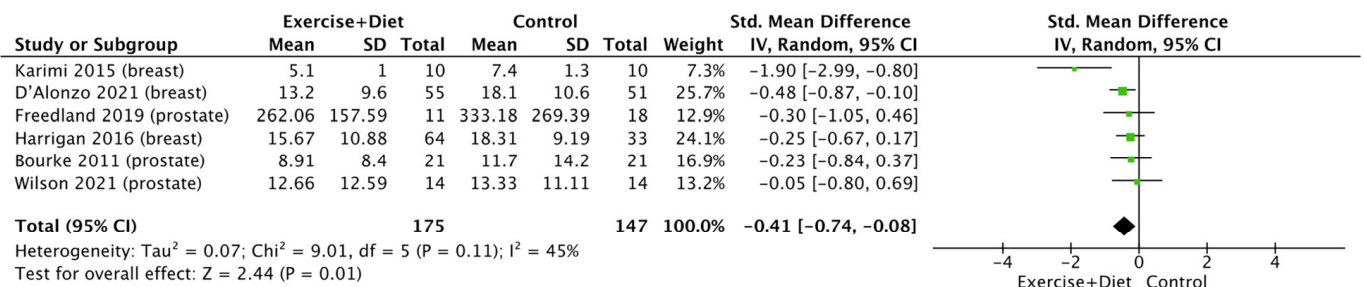 Exercise+Diet Control Std. Mean Difference Std. Mean Difference
Study or Subgroup Mean SD Total Mean SD Total Weight IV, Random, 95% CI IV, Random, 95% CI
Karimi 2015 (breast) 5.1 1 10 7.4 1.3 10 7.3% −1.90 [−2.99, −0.80]
D’Alonzo 2021 (breast) 13.2 9.6 55 18.1 10.6 51 25.7% −0.48 [−0.87, −0.10]
Freedland 2019 (prostate) 262.06 157.59 11 333.18 269.39 18 12.9% −0.30 [−1.05, 0.46]
Harrigan 2016 (breast) 15.67 10.88 64 18.31 9.19 33 24.1% −0.25 [−0.67, 0.17]
Bourke 2011 (prostate) 8.91 8.4 21 11.7 14.2 21 16.9% −0.23 [−0.84, 0.37]
Wilson 2021 (prostate) 12.66 12.59 14 13.33 11.11 14 13.2% −0.05 [−0.80, 0.69]
Total (95% CI) 175 147 100.0% −0.41 [−0.74, −0.08]
Heterogeneity: Tau² = 0.07; Chi² = 9.01, df = 5 (P = 0.11); I² = 45%
Test for overall effect: Z = 2.44 (P = 0.01)
−4 −2 0 2 4
Exercise+Diet Control